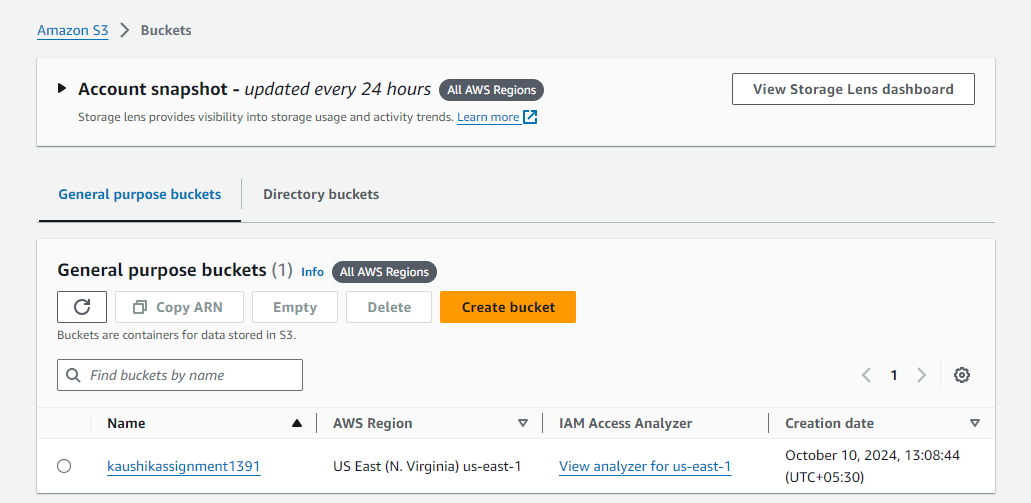 Amazon S3 > Buckets
Account snapshot - updated every 24 hours All AWS Regions
View Storage Lens dashboard
Storage lens provides visibility into storage usage and activity trends. Learn more
General purpose buckets
Directory buckets
General purpose buckets (1) Info All AWS Regions
Copy ARN
Empty
Delete
Create bucket
Buckets are containers for data stored in S3.
Find buckets by name
1
Name
AWS Region
IAM Access Analyzer
Creation date
kaushikassignment1391
US East (N. Virginia) us-east-1
View analyzer for us-east-1
October 10, 2024, 13:08:44
(UTC+05:30)